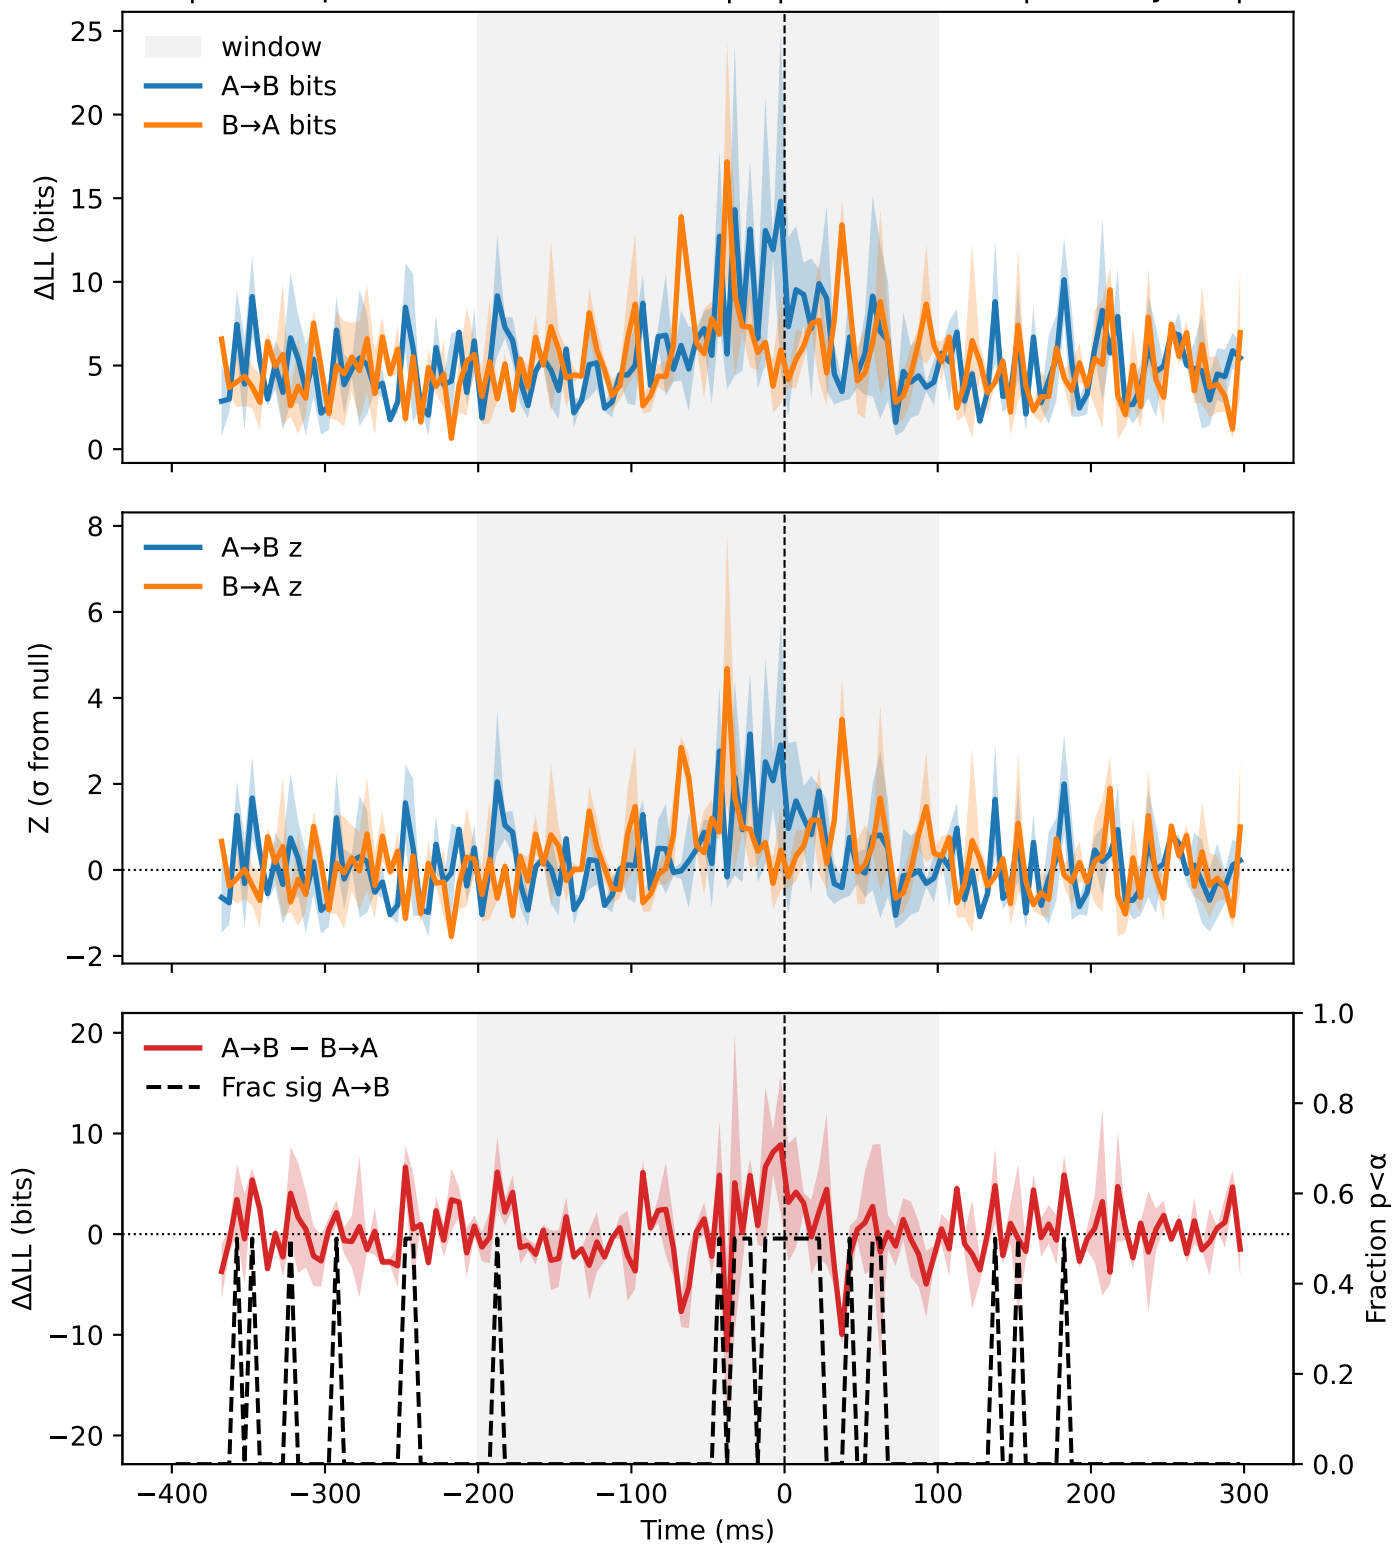 25
20
15
10
5
0
ΔLL (bits)
window
A→B bits
B→A bits
8
6
4
2
0
−2
Z (σ from null)
A→B z
B→A z
20
10
0
−10
−20
ΔΔLL (bits)
A→B − B→A
Frac sig A→B
1.0
0.8
0.6
0.4
0.2
0.0
Fraction p<α
−400 −300 −200 −100 0 100 200 300
Time (ms)